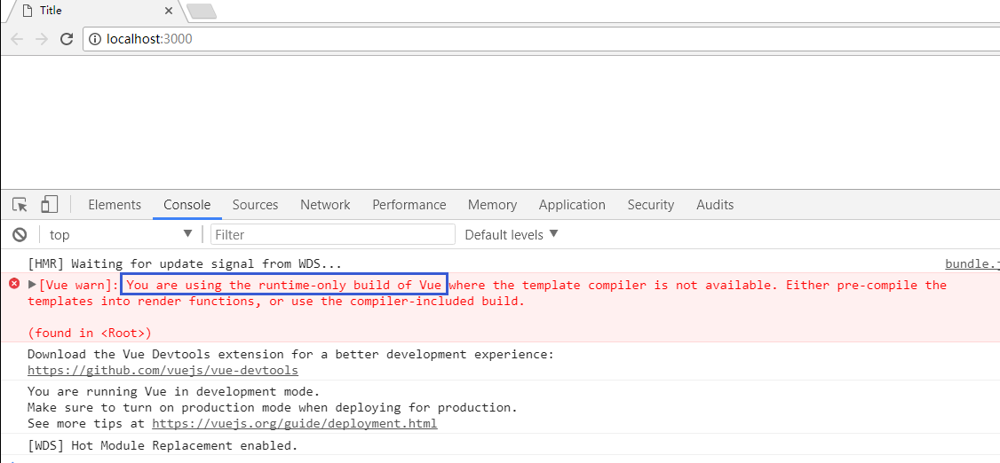 Title
localhost:3000
Elements Console Sources Network Performance Memory Application Security Audits
top Filter Default levels
[HMR] Waiting for update signal from WDS... bundle.j
[Vue warn]: You are using the runtime-only build of Vue where the template compiler is not available. Either pre-compile the
templates into render functions, or use the compiler-included build.
(found in <Root>)
Download the Vue Devtools extension for a better development experience:
https://github.com/vuejs/vue-devtools
You are running Vue in development mode.
Make sure to turn on production mode when deploying for production.
See more tips at https://vuejs.org/guide/deployment.html
[WDS] Hot Module Replacement enabled.